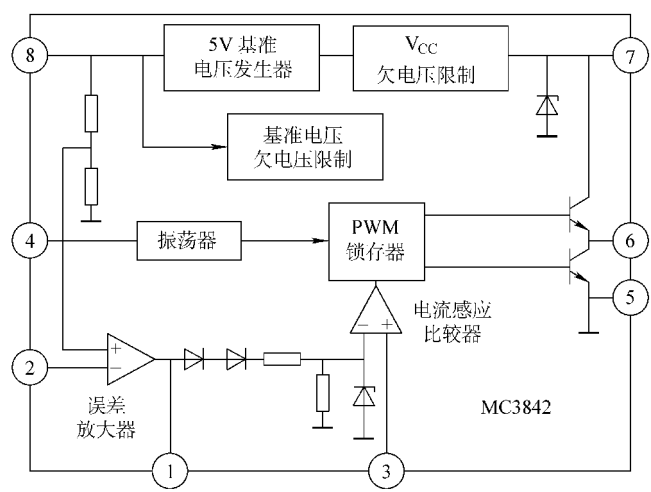 8
5V 基准
电压发生器
VCC
欠电压限制
7
基准电压
欠电压限制
4
振荡器
PWM
锁存器
6
5
电流感应
比较器
−
+
2
+
−
误差
放大器
MC3842
1
3